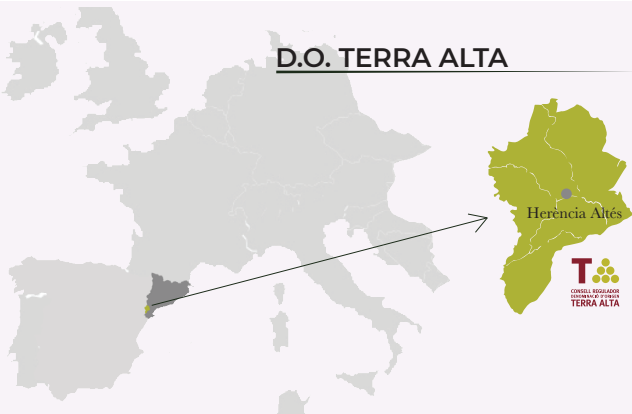 D.O. TERRA ALTA
Herència Altés
T
CONSELL REGULADOR
DENOMINACIÓ D'ORIGEN
TERRA ALTA